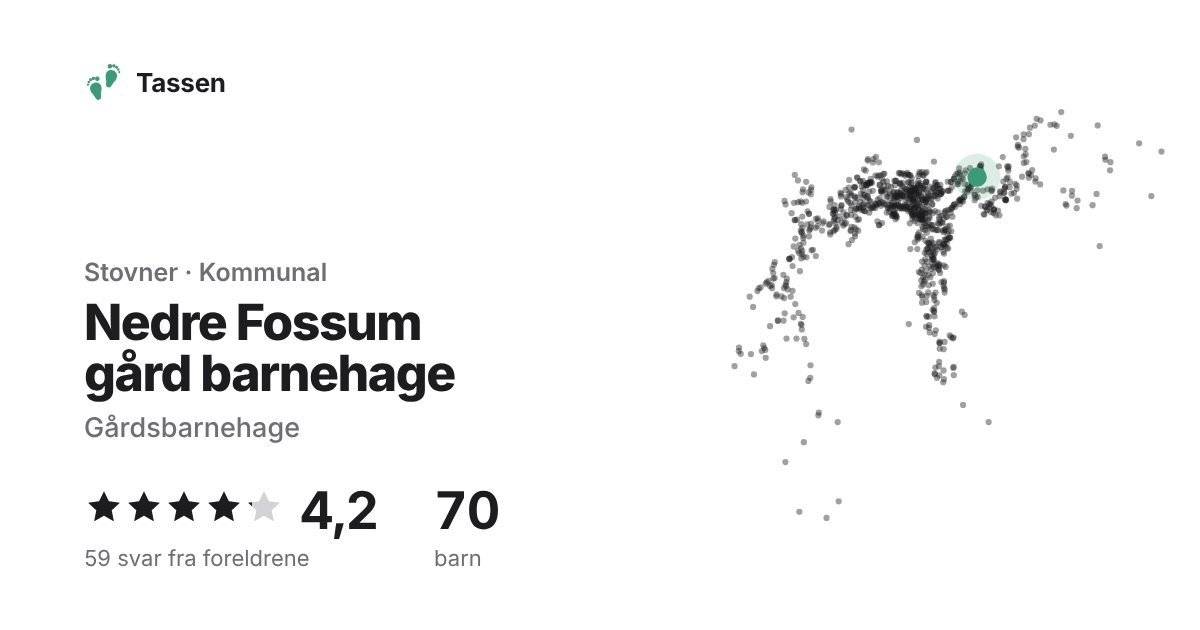 Tassen
Stovner · Kommunal
Nedre Fossum
gård barnehage
Gårdsbarnehage
4,2
59 svar fra foreldrene
70
barn